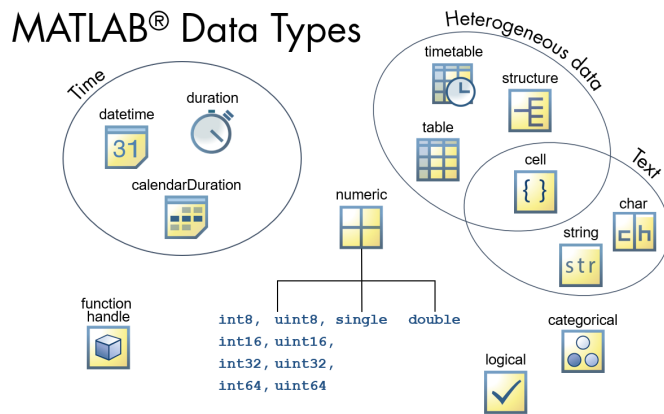 MATLAB® Data Types
Heterogeneous data
timetable
structure
Time
duration
datetime
31
table
cell
{ }
Text
calendarDuration
numeric
char
ch
string
str
function
handle
int8, uint8, single double
int16, uint16,
int32, uint32,
int64, uint64
categorical
logical